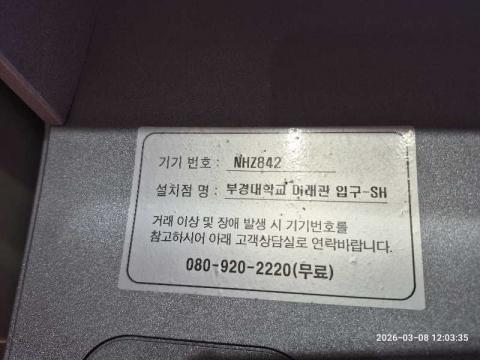 기기 번호 : NHZ842
설치점 명 : 부경대학교 미래관 입구-SH
거래 이상 및 장애 발생 시 기기번호를
참고하시어 아래 고객상담실로 연락바랍니다.
080-920-2220(무료)
2026-03-08 12:03:35